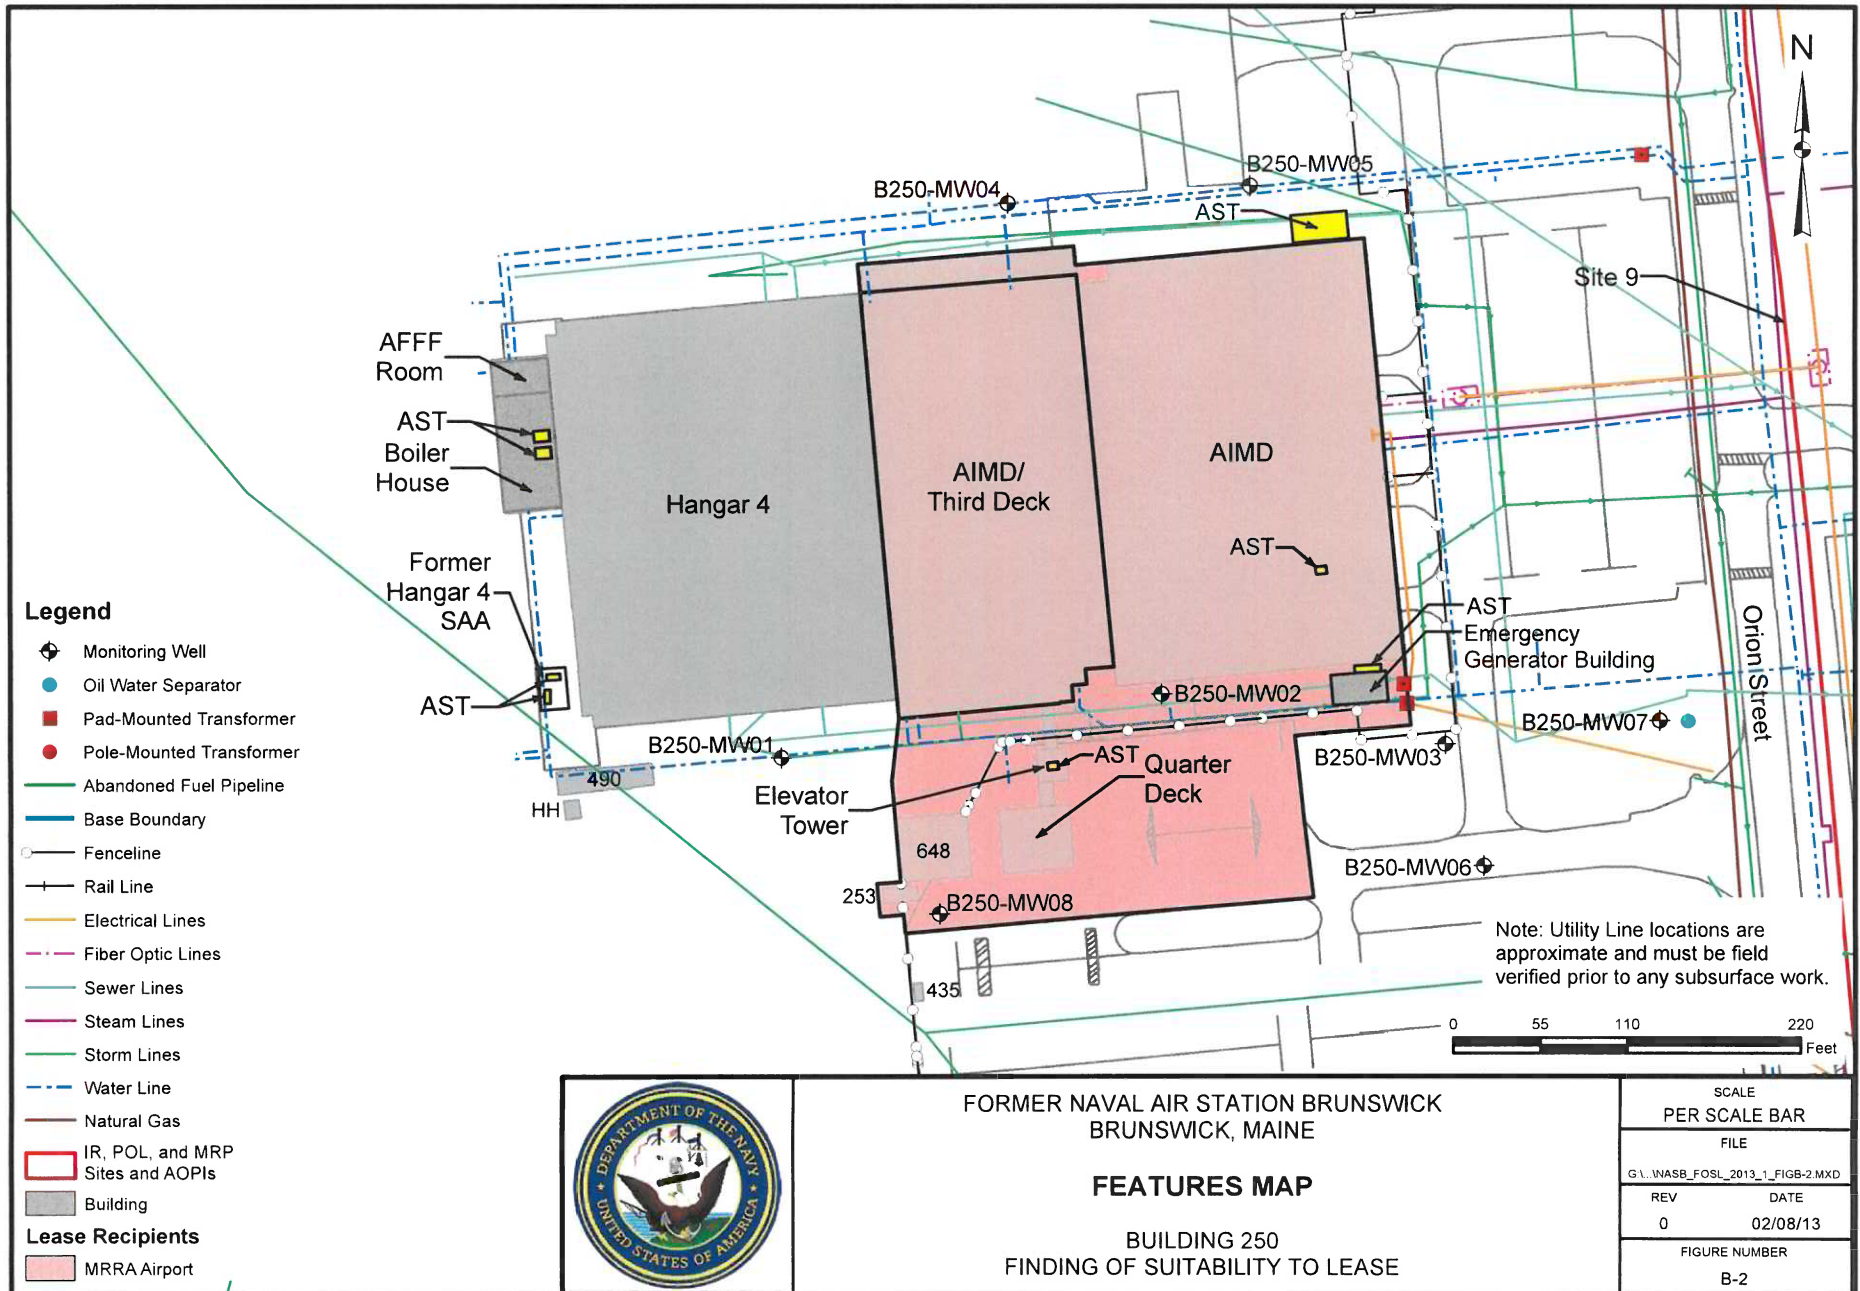 N
B250-MW05
B250-MW04
AST
Site 9
AFFF
Room
AST
Boiler
House
Hangar 4
AIMD/
Third Deck
AIMD
AST
Former
Hangar 4
SAA
AST
AST
Emergency
Generator Building
Orion Street
B250-MW02
B250-MW07
B250-MW01
B250-MW03
490
HH
AST
Quarter
Deck
Elevator
Tower
648
253
B250-MW08
B250-MW06
435
Note: Utility Line locations are
approximate and must be field
verified prior to any subsurface work.
0 55 110 220
Feet
Legend
Monitoring Well
Oil Water Separator
Pad-Mounted Transformer
Pole-Mounted Transformer
Abandoned Fuel Pipeline
Base Boundary
Fenceline
Rail Line
Electrical Lines
Fiber Optic Lines
Sewer Lines
Steam Lines
Storm Lines
Water Line
Natural Gas
IR, POL, and MRP
Sites and AOPIs
Building
Lease Recipients
MRRA Airport
DEPARTMENT OF THE NAVY
UNITED STATES OF AMERICA
FORMER NAVAL AIR STATION BRUNSWICK
BRUNSWICK, MAINE
FEATURES MAP
BUILDING 250
FINDING OF SUITABILITY TO LEASE
SCALE
PER SCALE BAR
FILE
G:\...\NASB_FOSL_2013_1_FIGB-2.MXD
REV DATE
0 02/08/13
FIGURE NUMBER
B-2